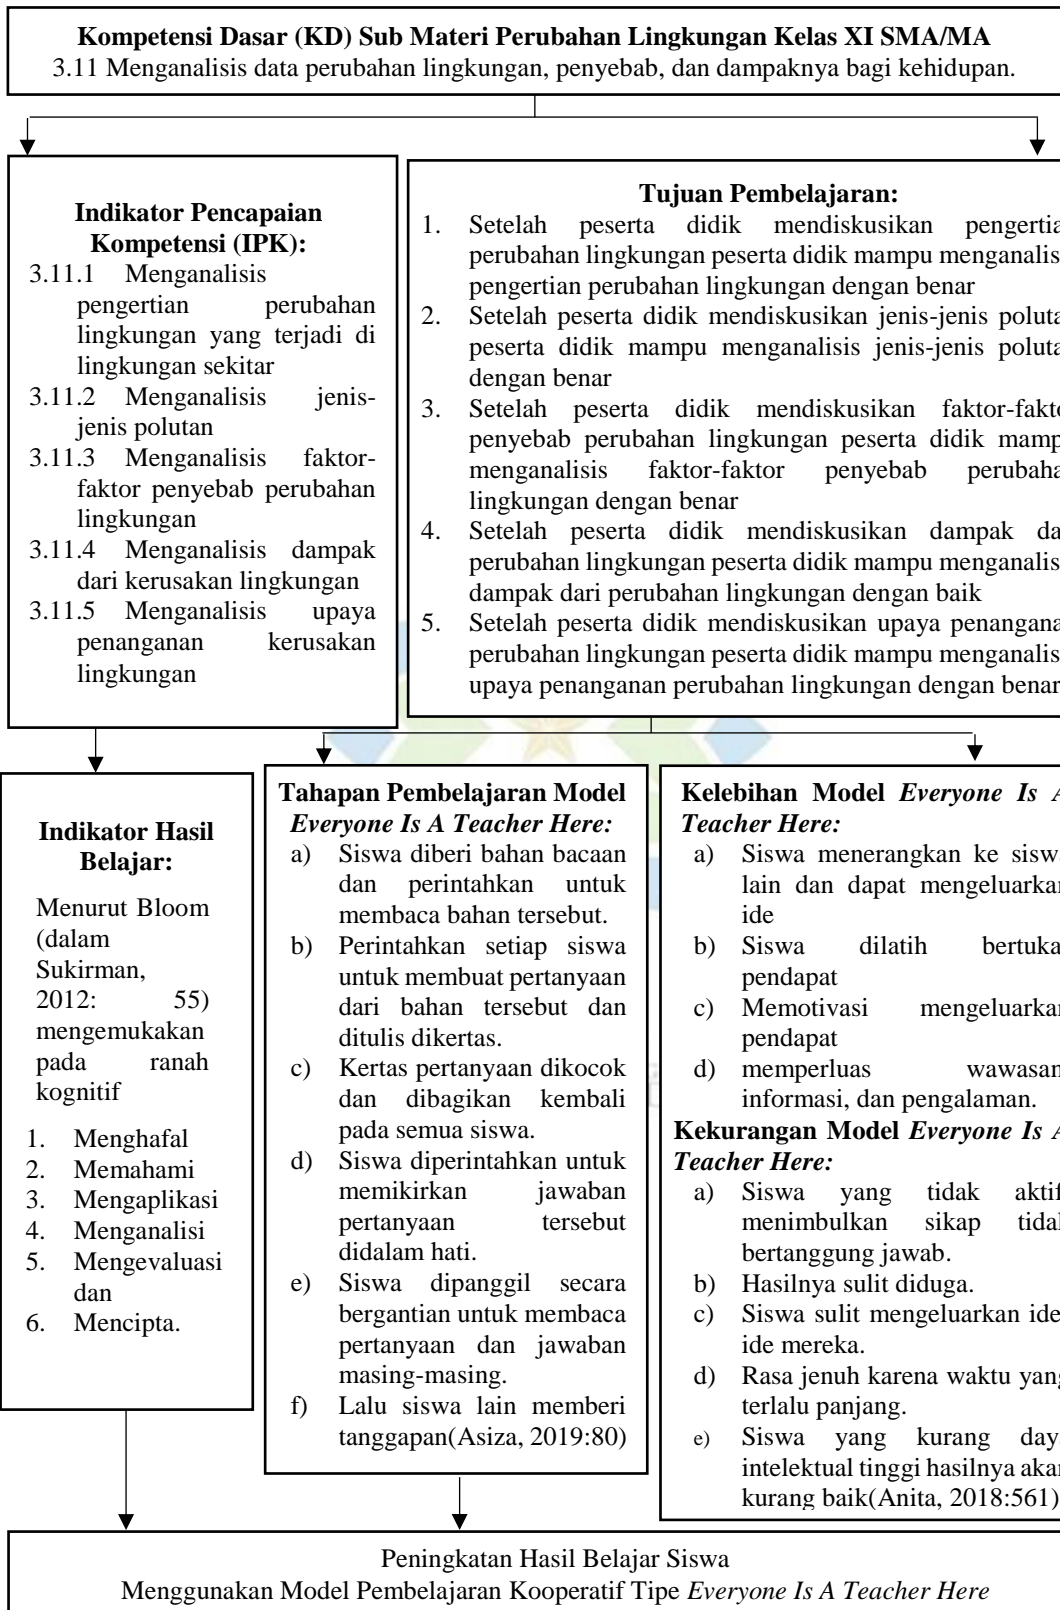 Kompetensi Dasar (KD) Sub Materi Perubahan Lingkungan Kelas XI SMA/MA
3.11 Menganalisis data perubahan lingkungan, penyebab, dan dampaknya bagi kehidupan.
Indikator Pencapaian
Kompetensi (IPK):
3.11.1 Menganalisis
pengertian perubahan
lingkungan yang terjadi di
lingkungan sekitar
3.11.2 Menganalisis jenis-
jenis polutan
3.11.3 Menganalisis faktor-
faktor penyebab perubahan
lingkungan
3.11.4 Menganalisis dampak
dari kerusakan lingkungan
3.11.5 Menganalisis upaya
penanganan kerusakan
lingkungan
Tujuan Pembelajaran:
1. Setelah peserta didik mendiskusikan pengertia
perubahan lingkungan peserta didik mampu menganalis
pengertian perubahan lingkungan dengan benar
2. Setelah peserta didik mendiskusikan jenis-jenis poluta
peserta didik mampu menganalisis jenis-jenis poluta
dengan benar
3. Setelah peserta didik mendiskusikan faktor-fakto
penyebab perubahan lingkungan peserta didik mamp
menganalisis faktor-faktor penyebab perubaha
lingkungan dengan benar
4. Setelah peserta didik mendiskusikan dampak da
perubahan lingkungan peserta didik mampu menganalis
dampak dari perubahan lingkungan dengan baik
5. Setelah peserta didik mendiskusikan upaya penangana
perubahan lingkungan peserta didik mampu menganalis
upaya penanganan perubahan lingkungan dengan benar
Indikator Hasil
Belajar:
Menurut Bloom
(dalam
Sukirman,
2012: 55)
mengemukakan
pada ranah
kognitif
1. Menghafal
2. Memahami
3. Mengaplikasi
4. Menganalisi
5. Mengevaluasi
dan
6. Mencipta.
Tahapan Pembelajaran Model
Everyone Is A Teacher Here:
a) Siswa diberi bahan bacaan
dan perintahkan untuk
membaca bahan tersebut.
b) Perintahkan setiap siswa
untuk membuat pertanyaan
dari bahan tersebut dan
ditulis dikertas.
c) Kertas pertanyaan dikocok
dan dibagikan kembali
pada semua siswa.
d) Siswa diperintahkan untuk
memikirkan jawaban
pertanyaan tersebut
didalam hati.
e) Siswa dipanggil secara
bergantian untuk membaca
pertanyaan dan jawaban
masing-masing.
f) Lalu siswa lain memberi
tanggapan(Asiza, 2019:80)
Kelebihan Model Everyone Is A
Teacher Here:
a) Siswa menerangkan ke siswa
lain dan dapat mengeluarkan
ide
b) Siswa dilatih bertuka
pendapat
c) Memotivasi mengeluarkan
pendapat
d) memperluas wawasan
informasi, dan pengalaman.
Kekurangan Model Everyone Is A
Teacher Here:
a) Siswa yang tidak aktif
menimbulkan sikap tidak
bertanggung jawab.
b) Hasilnya sulit diduga.
c) Siswa sulit mengeluarkan ide
ide mereka.
d) Rasa jenuh karena waktu yang
terlalu panjang.
e) Siswa yang kurang day
intelektual tinggi hasilnya akan
kurang baik(Anita, 2018:561)
Peningkatan Hasil Belajar Siswa
Menggunakan Model Pembelajaran Kooperatif Tipe Everyone Is A Teacher Here